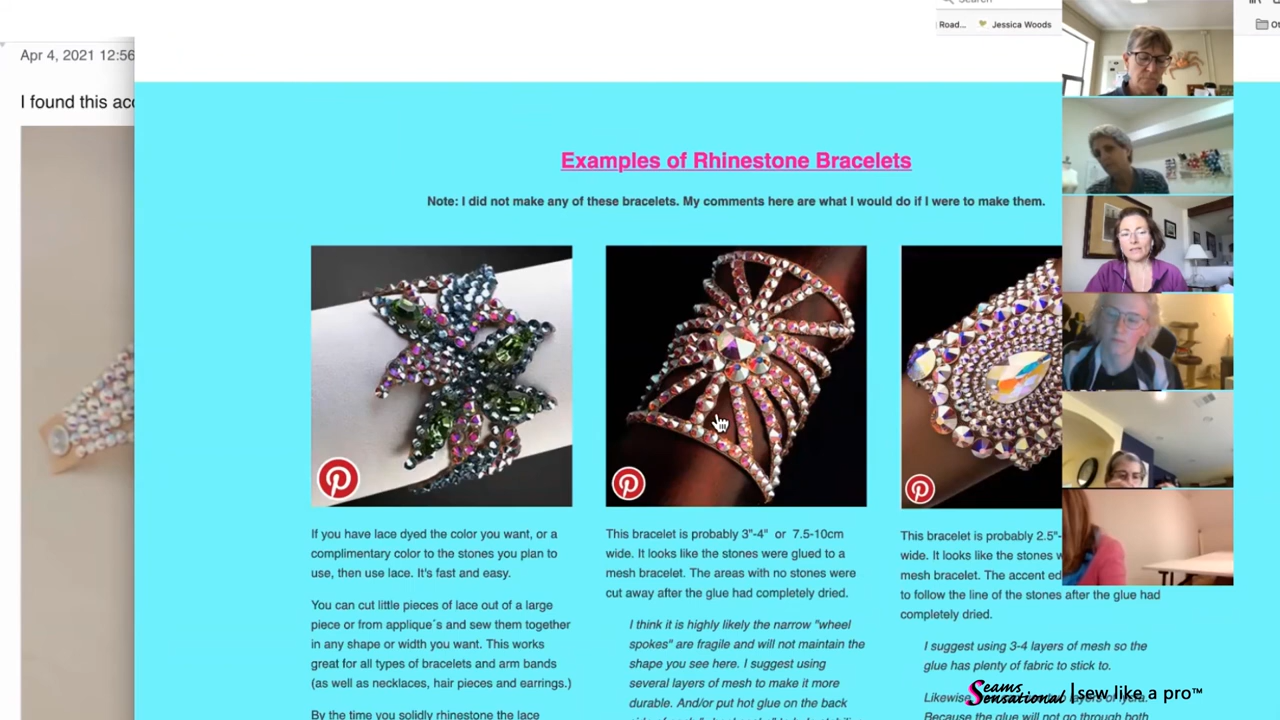 Search
Road...
Jessica Woods
Apr 4, 2021 12:56
I found this acc
Examples of Rhinestone Bracelets
Note: I did not make any of these bracelets. My comments here are what I would do if I were to make them.
If you have lace dyed the color you want, or a
complimentary color to the stones you plan to
use, then use lace. It's fast and easy.
You can cut little pieces of lace out of a large
piece or from applique´s and sew them together
in any shape or width you want. This works
great for all types of bracelets and arm bands
(as well as necklaces, hair pieces and earrings.)
By the time you solidly rhinestone the lace
This bracelet is probably 3"-4" or 7.5-10cm
wide. It looks like the stones were glued to a
mesh bracelet. The areas with no stones were
cut away after the glue had completely dried.
I think it is highly likely the narrow "wheel
spokes" are fragile and will not maintain the
shape you see here. I suggest using
several layers of mesh to make it more
durable. And/or put hot glue on the back
This bracelet is probably 2.5"-
wide. It looks like the stones w
mesh bracelet. The accent ed
to follow the line of the stones after the glue had
completely dried.
I suggest using 3-4 layers of mesh so the
glue has plenty of fabric to stick to.
Likewise
layers of
Because the glue will not go through both
Seams
Sensational | sew like a pro™